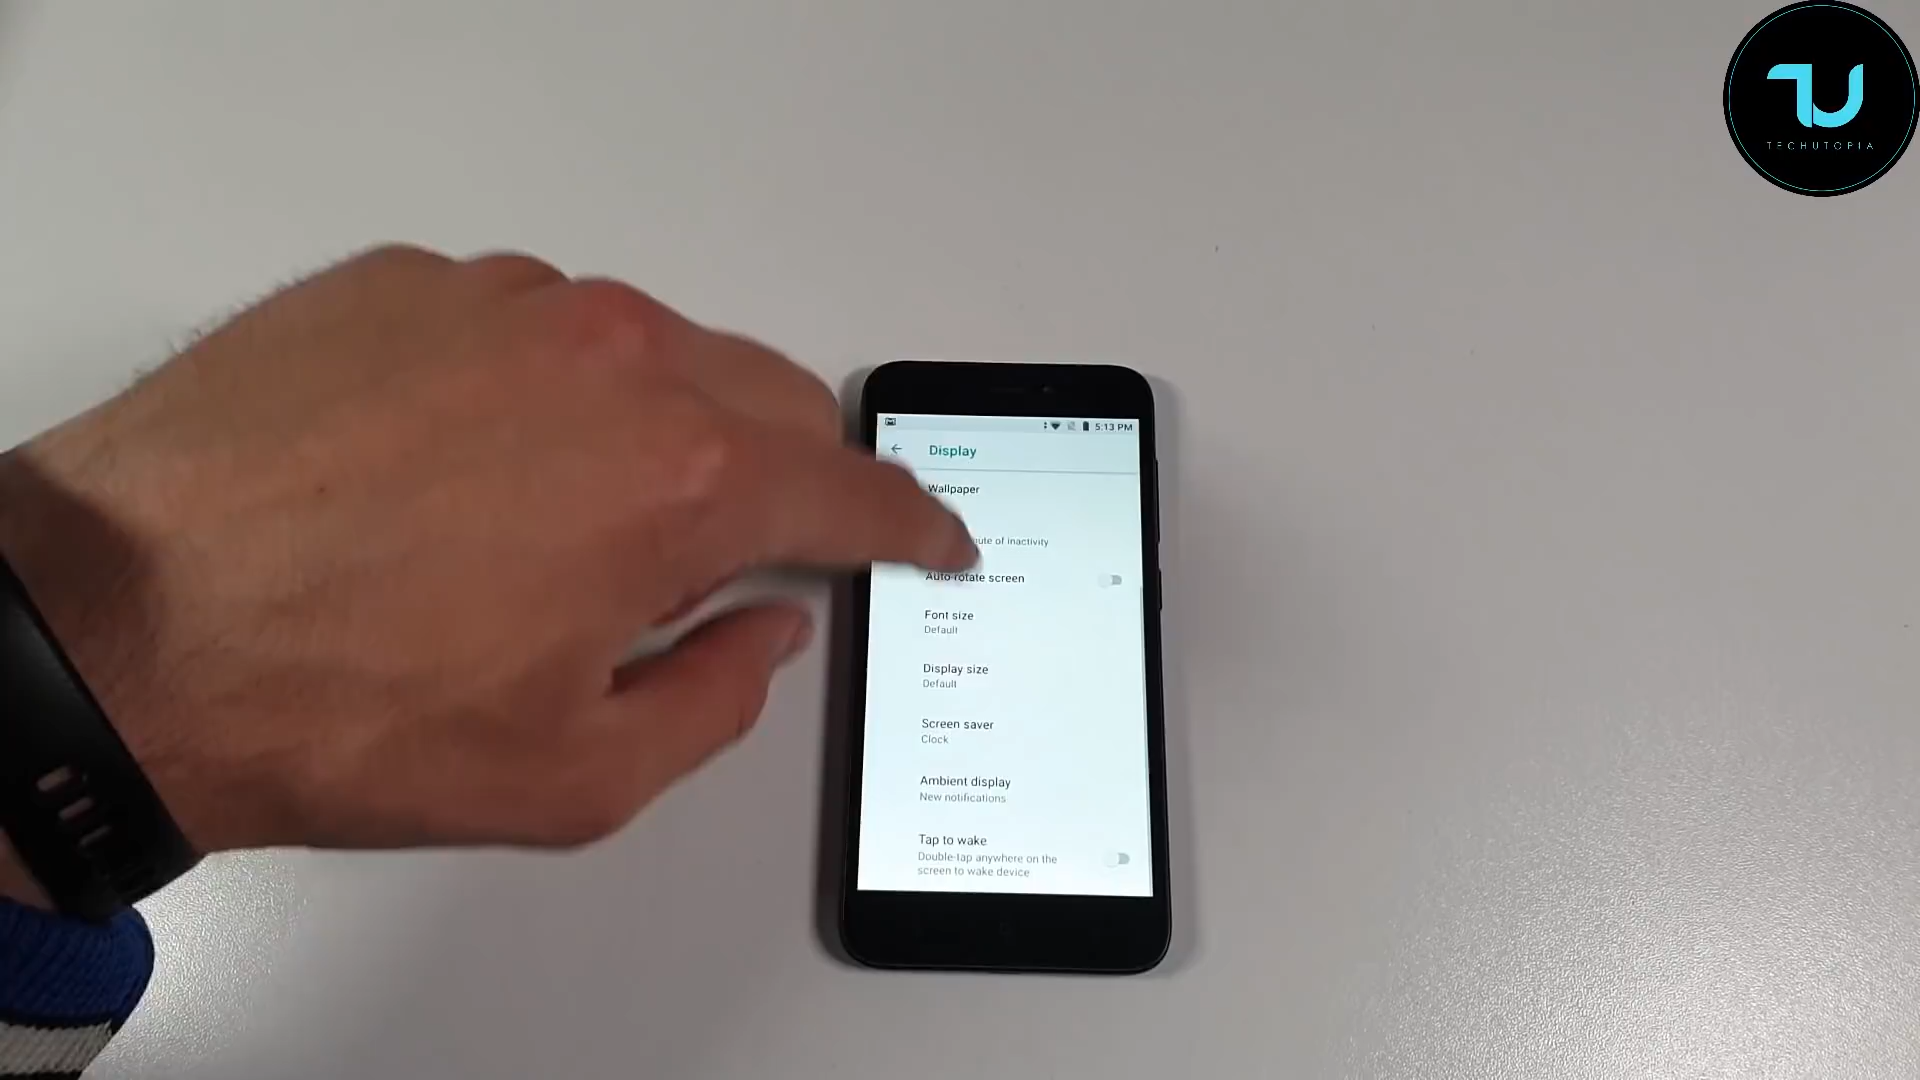 TECHUTOPIA
5:13 PM
Display
Wallpaper
of inactivity
Auto-rotate screen
Font size
Default
Display size
Default
Screen saver
Clock
Ambient display
New notifications
Tap to wake
Double-tap anywhere on the
screen to wake device